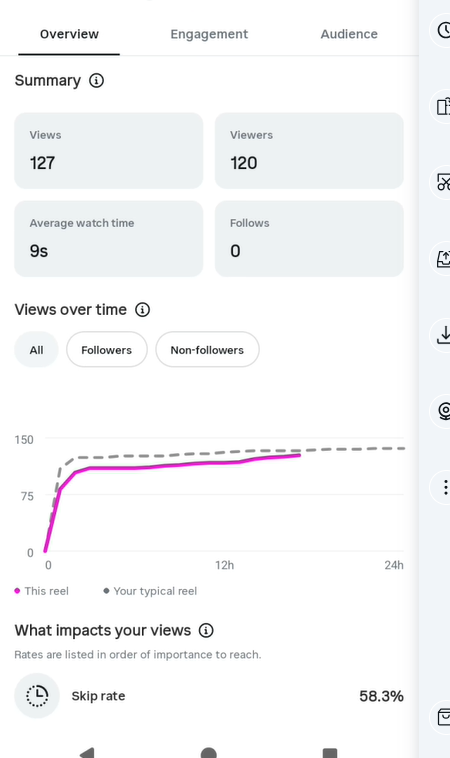 Overview Engagement Audience
Summary
Views Viewers
127 120
Average watch time Follows
9s 0
Views over time
All Followers Non-followers
150
75
0
0 12h 24h
This reel Your typical reel
What impacts your views
Rates are listed in order of importance to reach.
Skip rate 58.3%